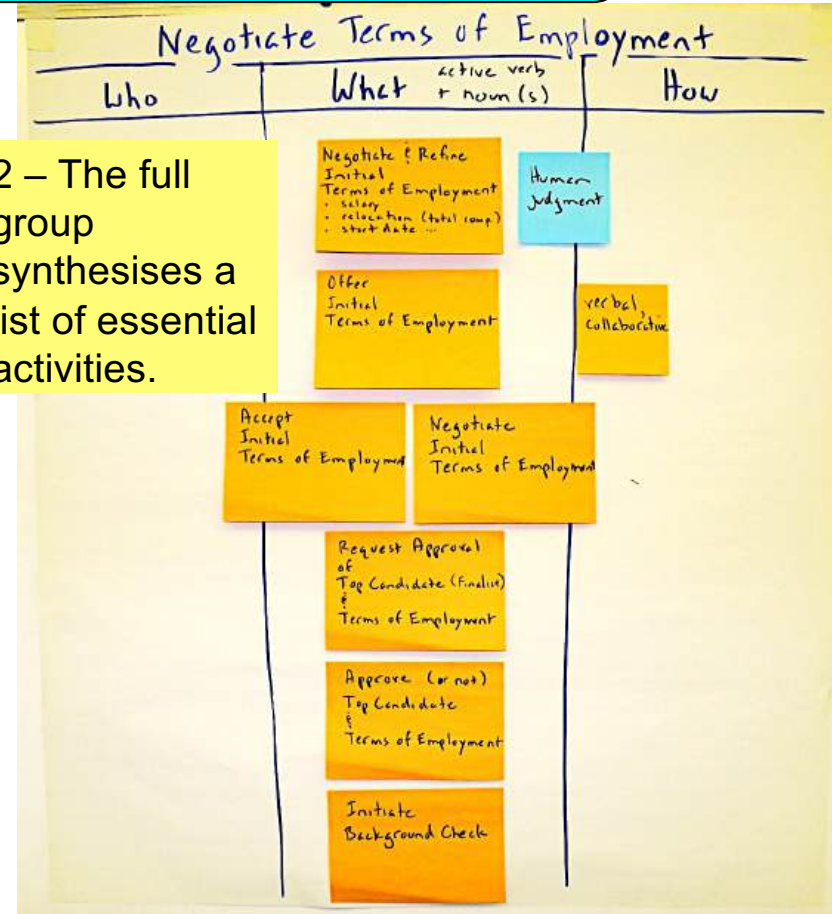 Negotiate Terms of Employment
Who
What
active verb
+ noun(s)
How
2 – The full
group
synthesises a
list of essential
activities.
Negotiate & Refine
Initial
Terms of Employment
• salary
• relocation (total comp.)
• start date ...
Human
judgment
Offer
Initial
Terms of Employment
verbal,
collaborative
Accept
Initial
Terms of Employment
Negotiate
Initial
Terms of Employment
Request Approval
of
Top Candidate (Finalist)
&
Terms of Employment
Approve (or not)
Top Candidate
&
Terms of Employment
Initiate
Background Check